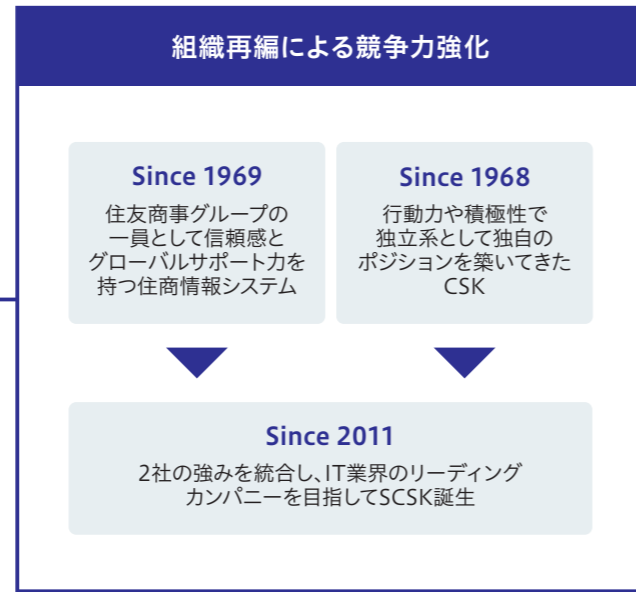 組織再編による競争力強化
Since 1969
住友商事グループの
一員として信頼感と
グローバルサポート力を
持つ住商情報システム
Since 1968
行動力や積極性で
独立系として独自の
ポジションを築いてきた
CSK
Since 2011
2社の強みを統合し、IT業界のリーディング
カンパニーを目指してSCSK誕生